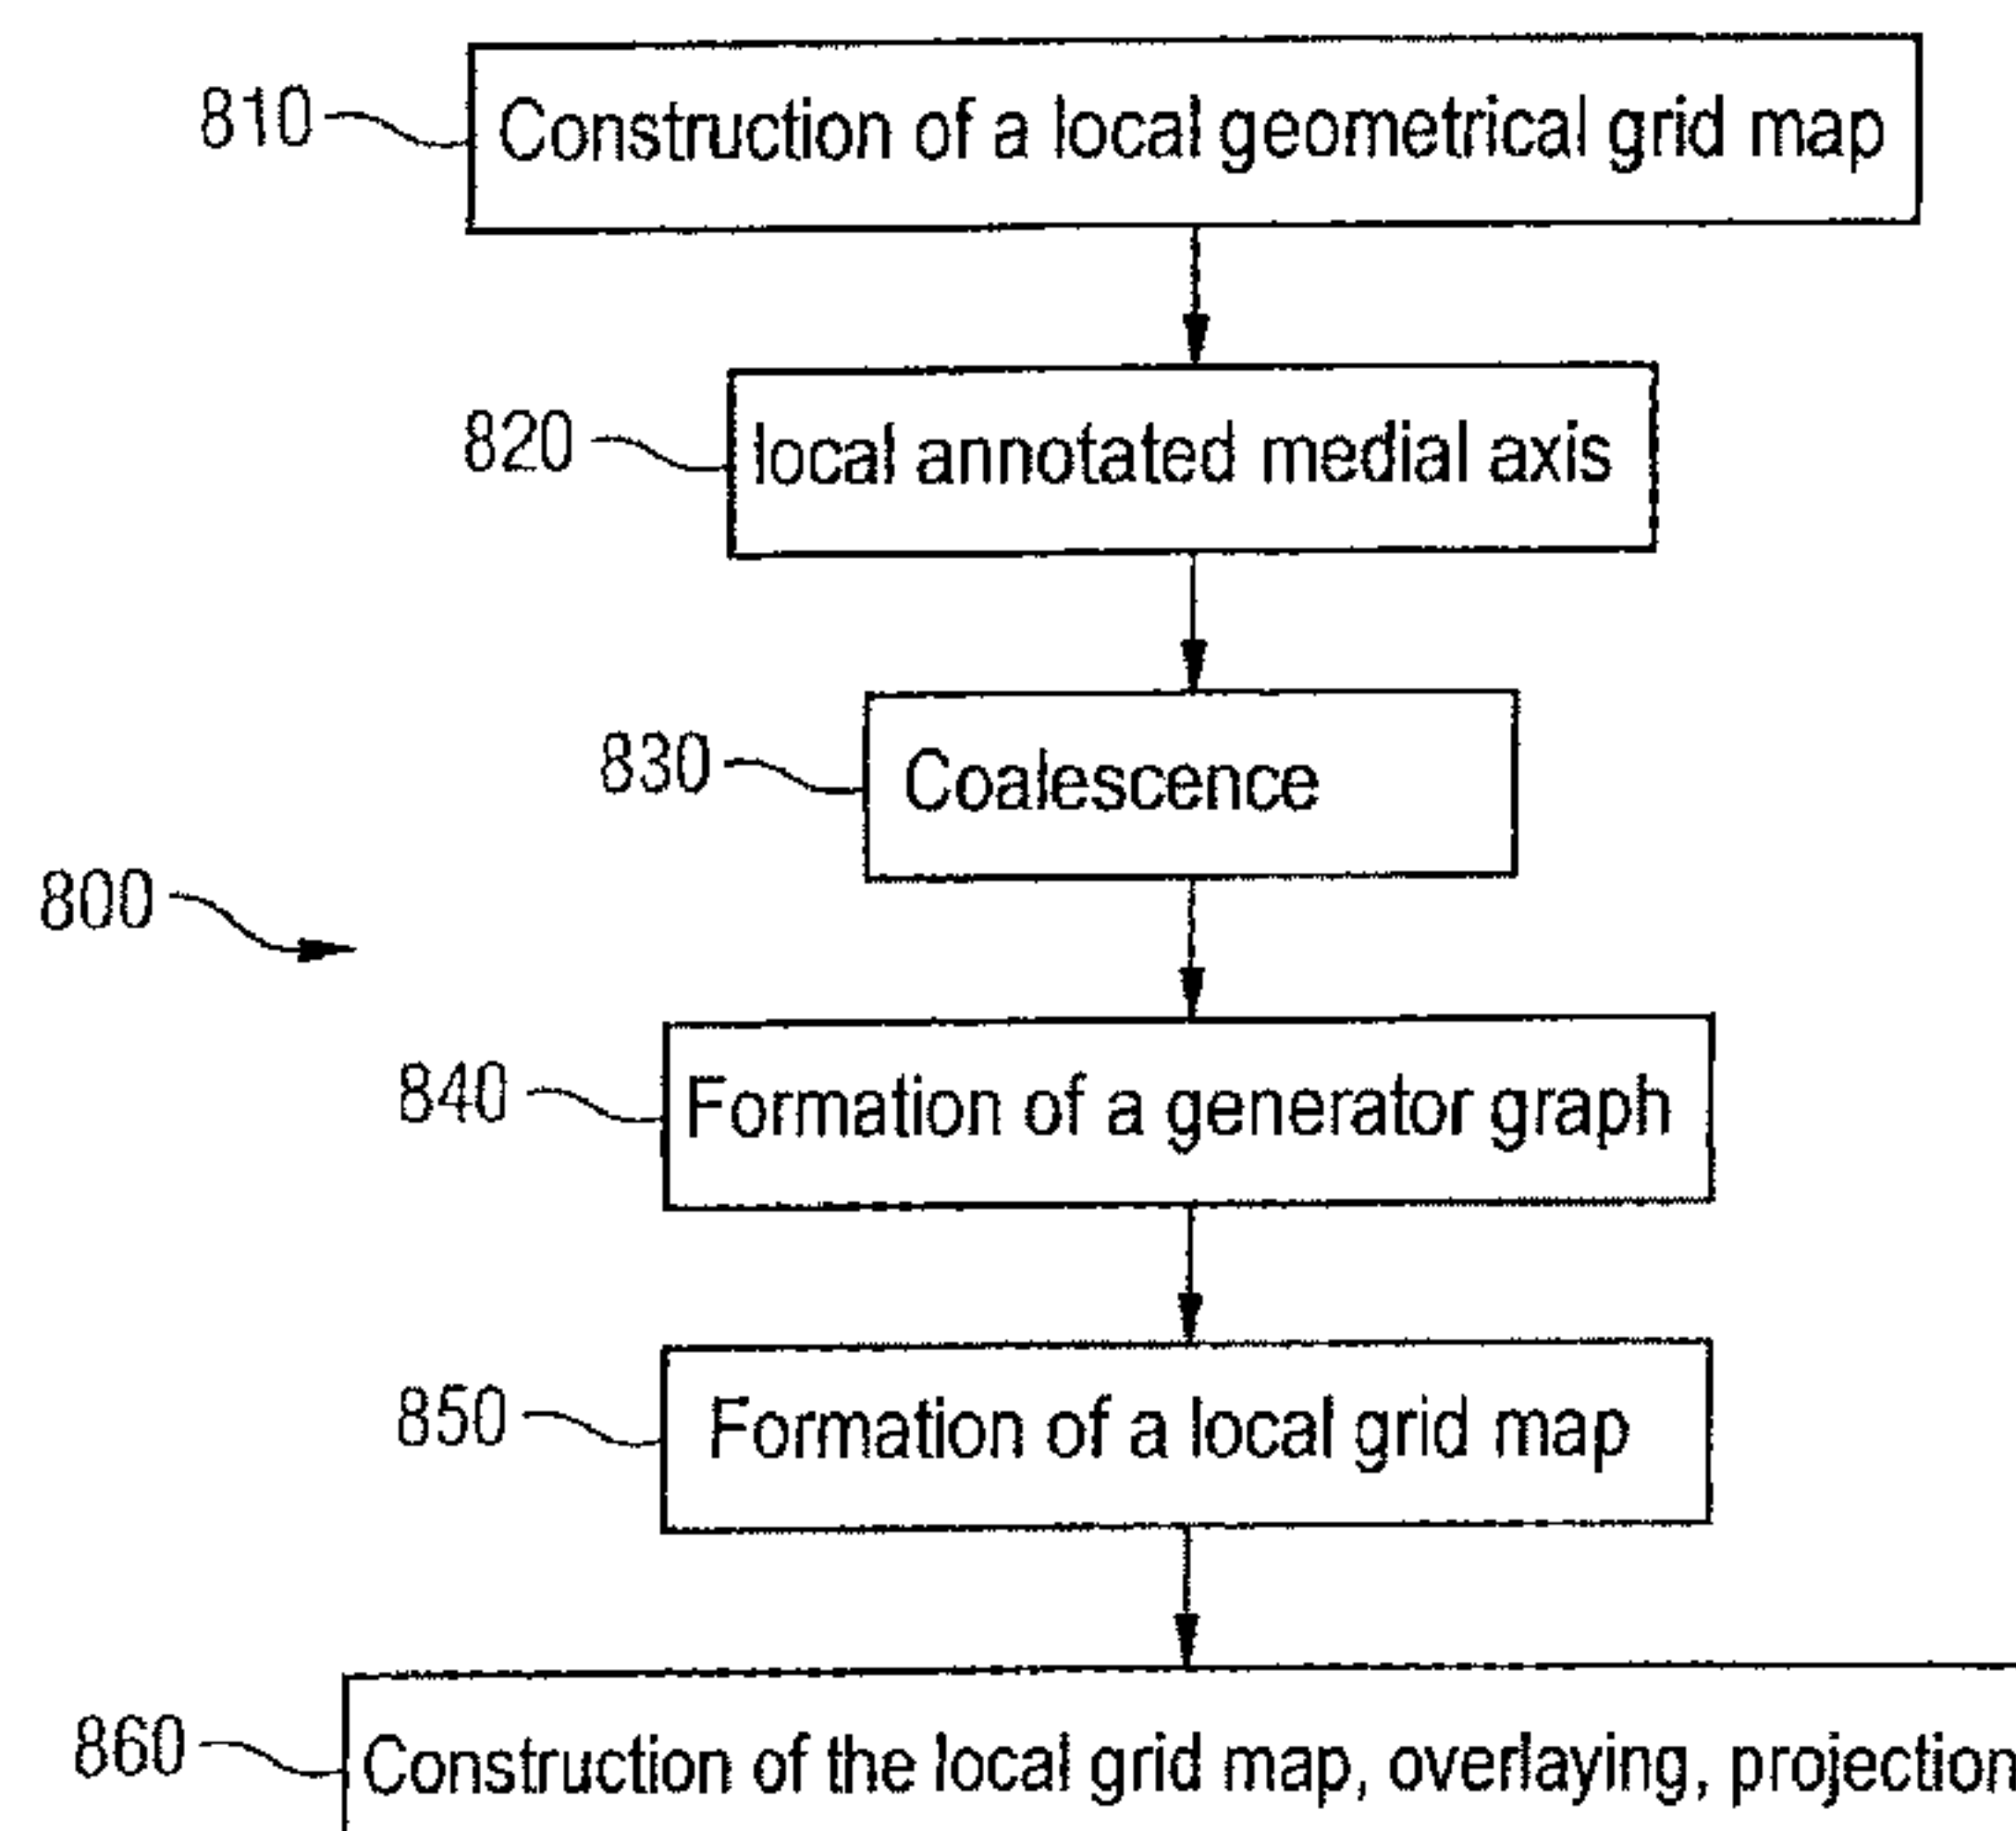 810 Construction of a local geometrical grid map
820 local annotated medial axis
830 Coalescence
800
840 Formation of a generator graph
850 Formation of a local grid map
860 Construction of the local grid map, overlaying, projection